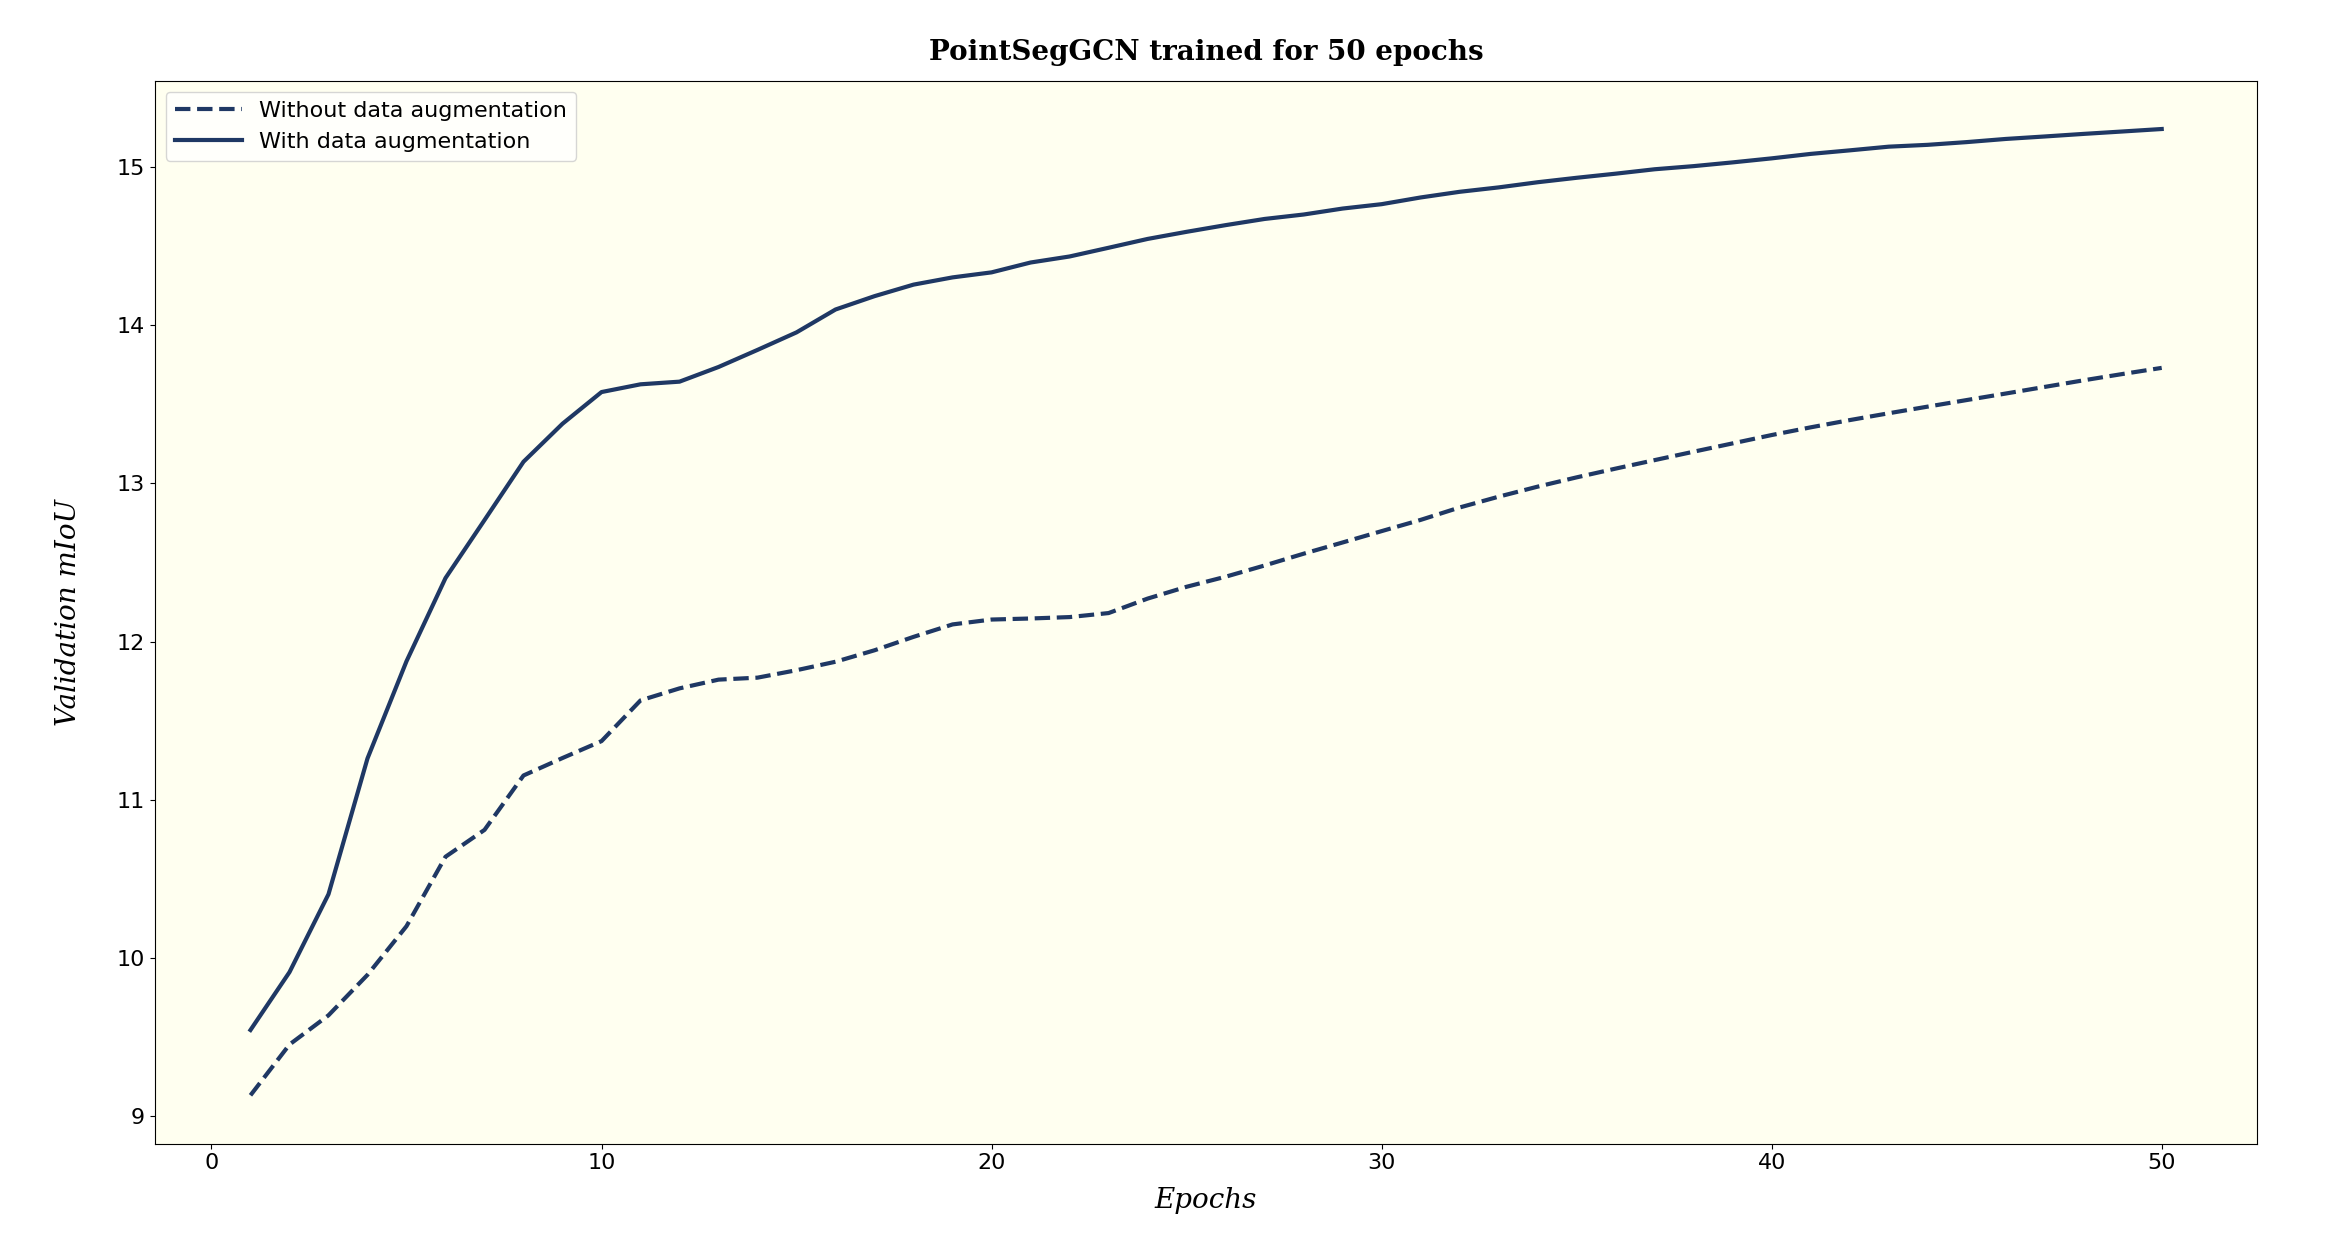 PointSegGCN trained for 50 epochs
Without data augmentation
With data augmentation
15
14
13
12
11
10
9
Validation mIoU
0 10 20 30 40 50
Epochs